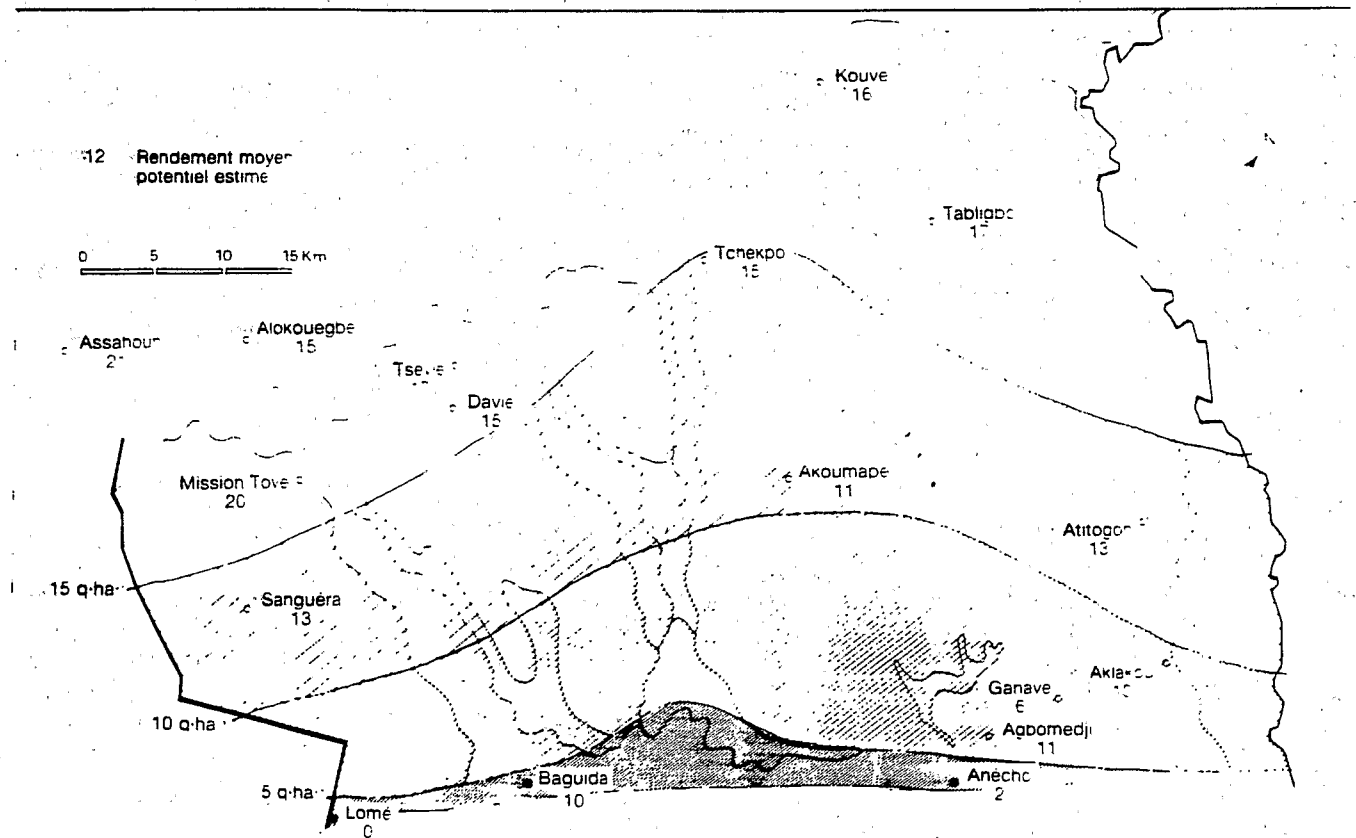 Kouve
16
12 Rendement moyen
potentiel estime
Tabligbo
0 5 10 15 Km
Tchekpo
15
Alokouegbe
15
Assahoun
Davie
15
Mission Tove
20
Akoumape
11
Atitogon
13
15 q·ha
Sanguéra
13
10 q·ha
Ganave
6
Agbomedji
11
5 q·ha
Baguida
10
Anécho
2
Lomé
0